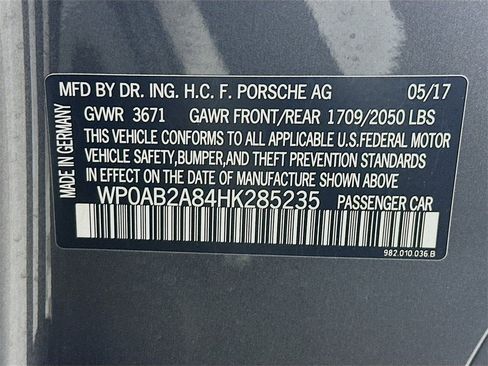 MFD BY DR. ING. H.C. F. PORSCHE AG 05/17
GVWR 3671 GAWR FRONT/REAR 1709/2050 LBS
THIS VEHICLE CONFORMS TO ALL APPLICABLE U.S.FEDERAL MOTOR
VEHICLE SAFETY,BUMPER,AND THEFT PREVENTION STANDARDS
IN EFFECT ON THE DATE OF MANUFACTURE SHOWN ABOVE.
WP0AB2A84HK285235 PASSENGER CAR
982.010.036.B
MADE IN GERMANY